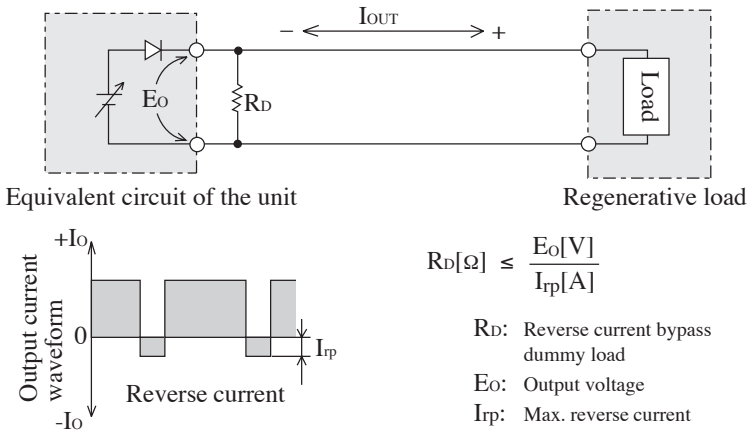 IOUT
− +
EO
RD
Load
Equivalent circuit of the unit
Regenerative load
+IO
Output current
waveform
0
-IO
Irp
Reverse current
RD[Ω] ≤ EO[V]
Irp[A]
RD: Reverse current bypass
dummy load
EO: Output voltage
Irp: Max. reverse current